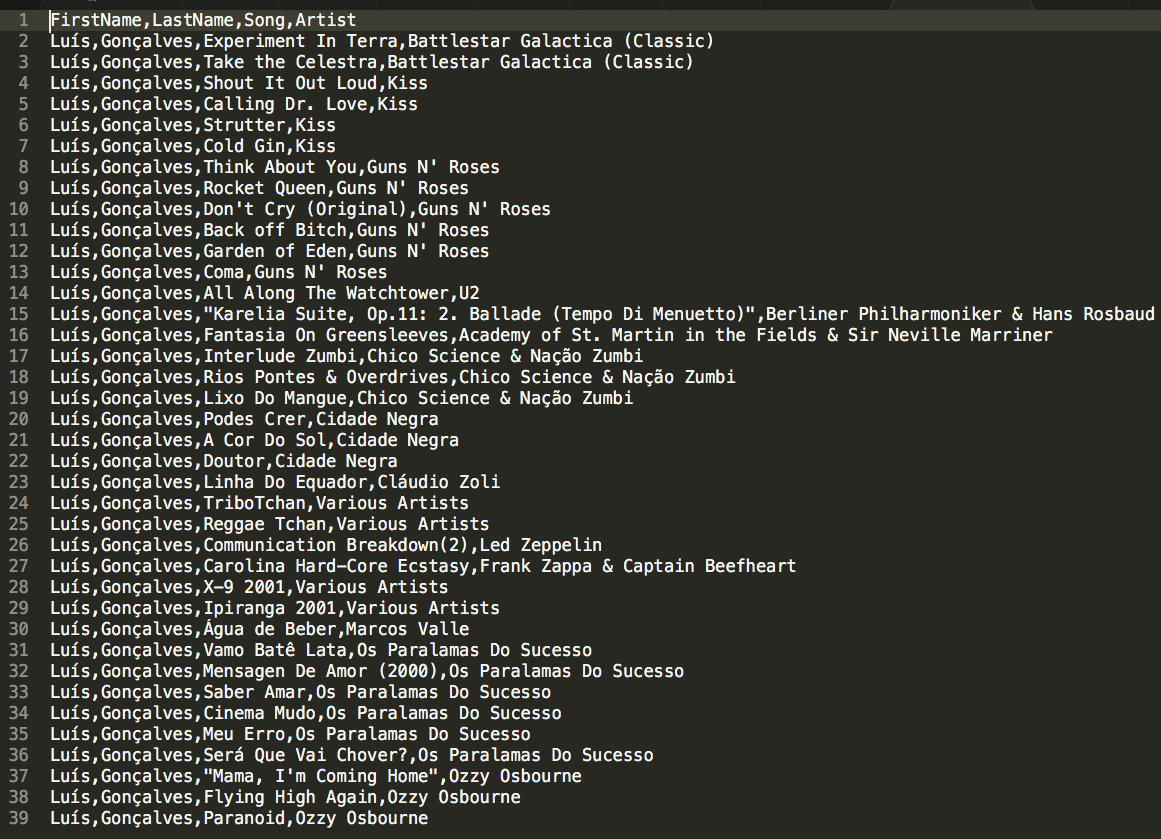 1 FirstName,LastName,Song,Artist
2 Luís,Gonçalves,Experiment In Terra,Battlestar Galactica (Classic)
3 Luís,Gonçalves,Take the Celestra,Battlestar Galactica (Classic)
4 Luís,Gonçalves,Shout It Out Loud,Kiss
5 Luís,Gonçalves,Calling Dr. Love,Kiss
6 Luís,Gonçalves,Strutter,Kiss
7 Luís,Gonçalves,Cold Gin,Kiss
8 Luís,Gonçalves,Think About You,Guns N' Roses
9 Luís,Gonçalves,Rocket Queen,Guns N' Roses
10 Luís,Gonçalves,Don't Cry (Original),Guns N' Roses
11 Luís,Gonçalves,Back off Bitch,Guns N' Roses
12 Luís,Gonçalves,Garden of Eden,Guns N' Roses
13 Luís,Gonçalves,Coma,Guns N' Roses
14 Luís,Gonçalves,All Along The Watchtower,U2
15 Luís,Gonçalves,"Karelia Suite, Op.11: 2. Ballade (Tempo Di Menuetto)",Berliner Philharmoniker & Hans Rosbaud
16 Luís,Gonçalves,Fantasia On Greensleeves,Academy of St. Martin in the Fields & Sir Neville Marriner
17 Luís,Gonçalves,Interlude Zumbi,Chico Science & Nação Zumbi
18 Luís,Gonçalves,Rios Pontes & Overdrives,Chico Science & Nação Zumbi
19 Luís,Gonçalves,Lixo Do Mangue,Chico Science & Nação Zumbi
20 Luís,Gonçalves,Podes Crer,Cidade Negra
21 Luís,Gonçalves,A Cor Do Sol,Cidade Negra
22 Luís,Gonçalves,Doutor,Cidade Negra
23 Luís,Gonçalves,Linha Do Equador,Cláudio Zoli
24 Luís,Gonçalves,TriboTchan,Various Artists
25 Luís,Gonçalves,Reggae Tchan,Various Artists
26 Luís,Gonçalves,Communication Breakdown(2),Led Zeppelin
27 Luís,Gonçalves,Carolina Hard-Core Ecstasy,Frank Zappa & Captain Beefheart
28 Luís,Gonçalves,X-9 2001,Various Artists
29 Luís,Gonçalves,Ipiranga 2001,Various Artists
30 Luís,Gonçalves,Água de Beber,Marcos Valle
31 Luís,Gonçalves,Vamo Batê Lata,Os Paralamas Do Sucesso
32 Luís,Gonçalves,Mensagen De Amor (2000),Os Paralamas Do Sucesso
33 Luís,Gonçalves,Saber Amar,Os Paralamas Do Sucesso
34 Luís,Gonçalves,Cinema Mudo,Os Paralamas Do Sucesso
35 Luís,Gonçalves,Meu Erro,Os Paralamas Do Sucesso
36 Luís,Gonçalves,Será Que Vai Chover?,Os Paralamas Do Sucesso
37 Luís,Gonçalves,"Mama, I'm Coming Home",Ozzy Osbourne
38 Luís,Gonçalves,Flying High Again,Ozzy Osbourne
39 Luís,Gonçalves,Paranoid,Ozzy Osbourne